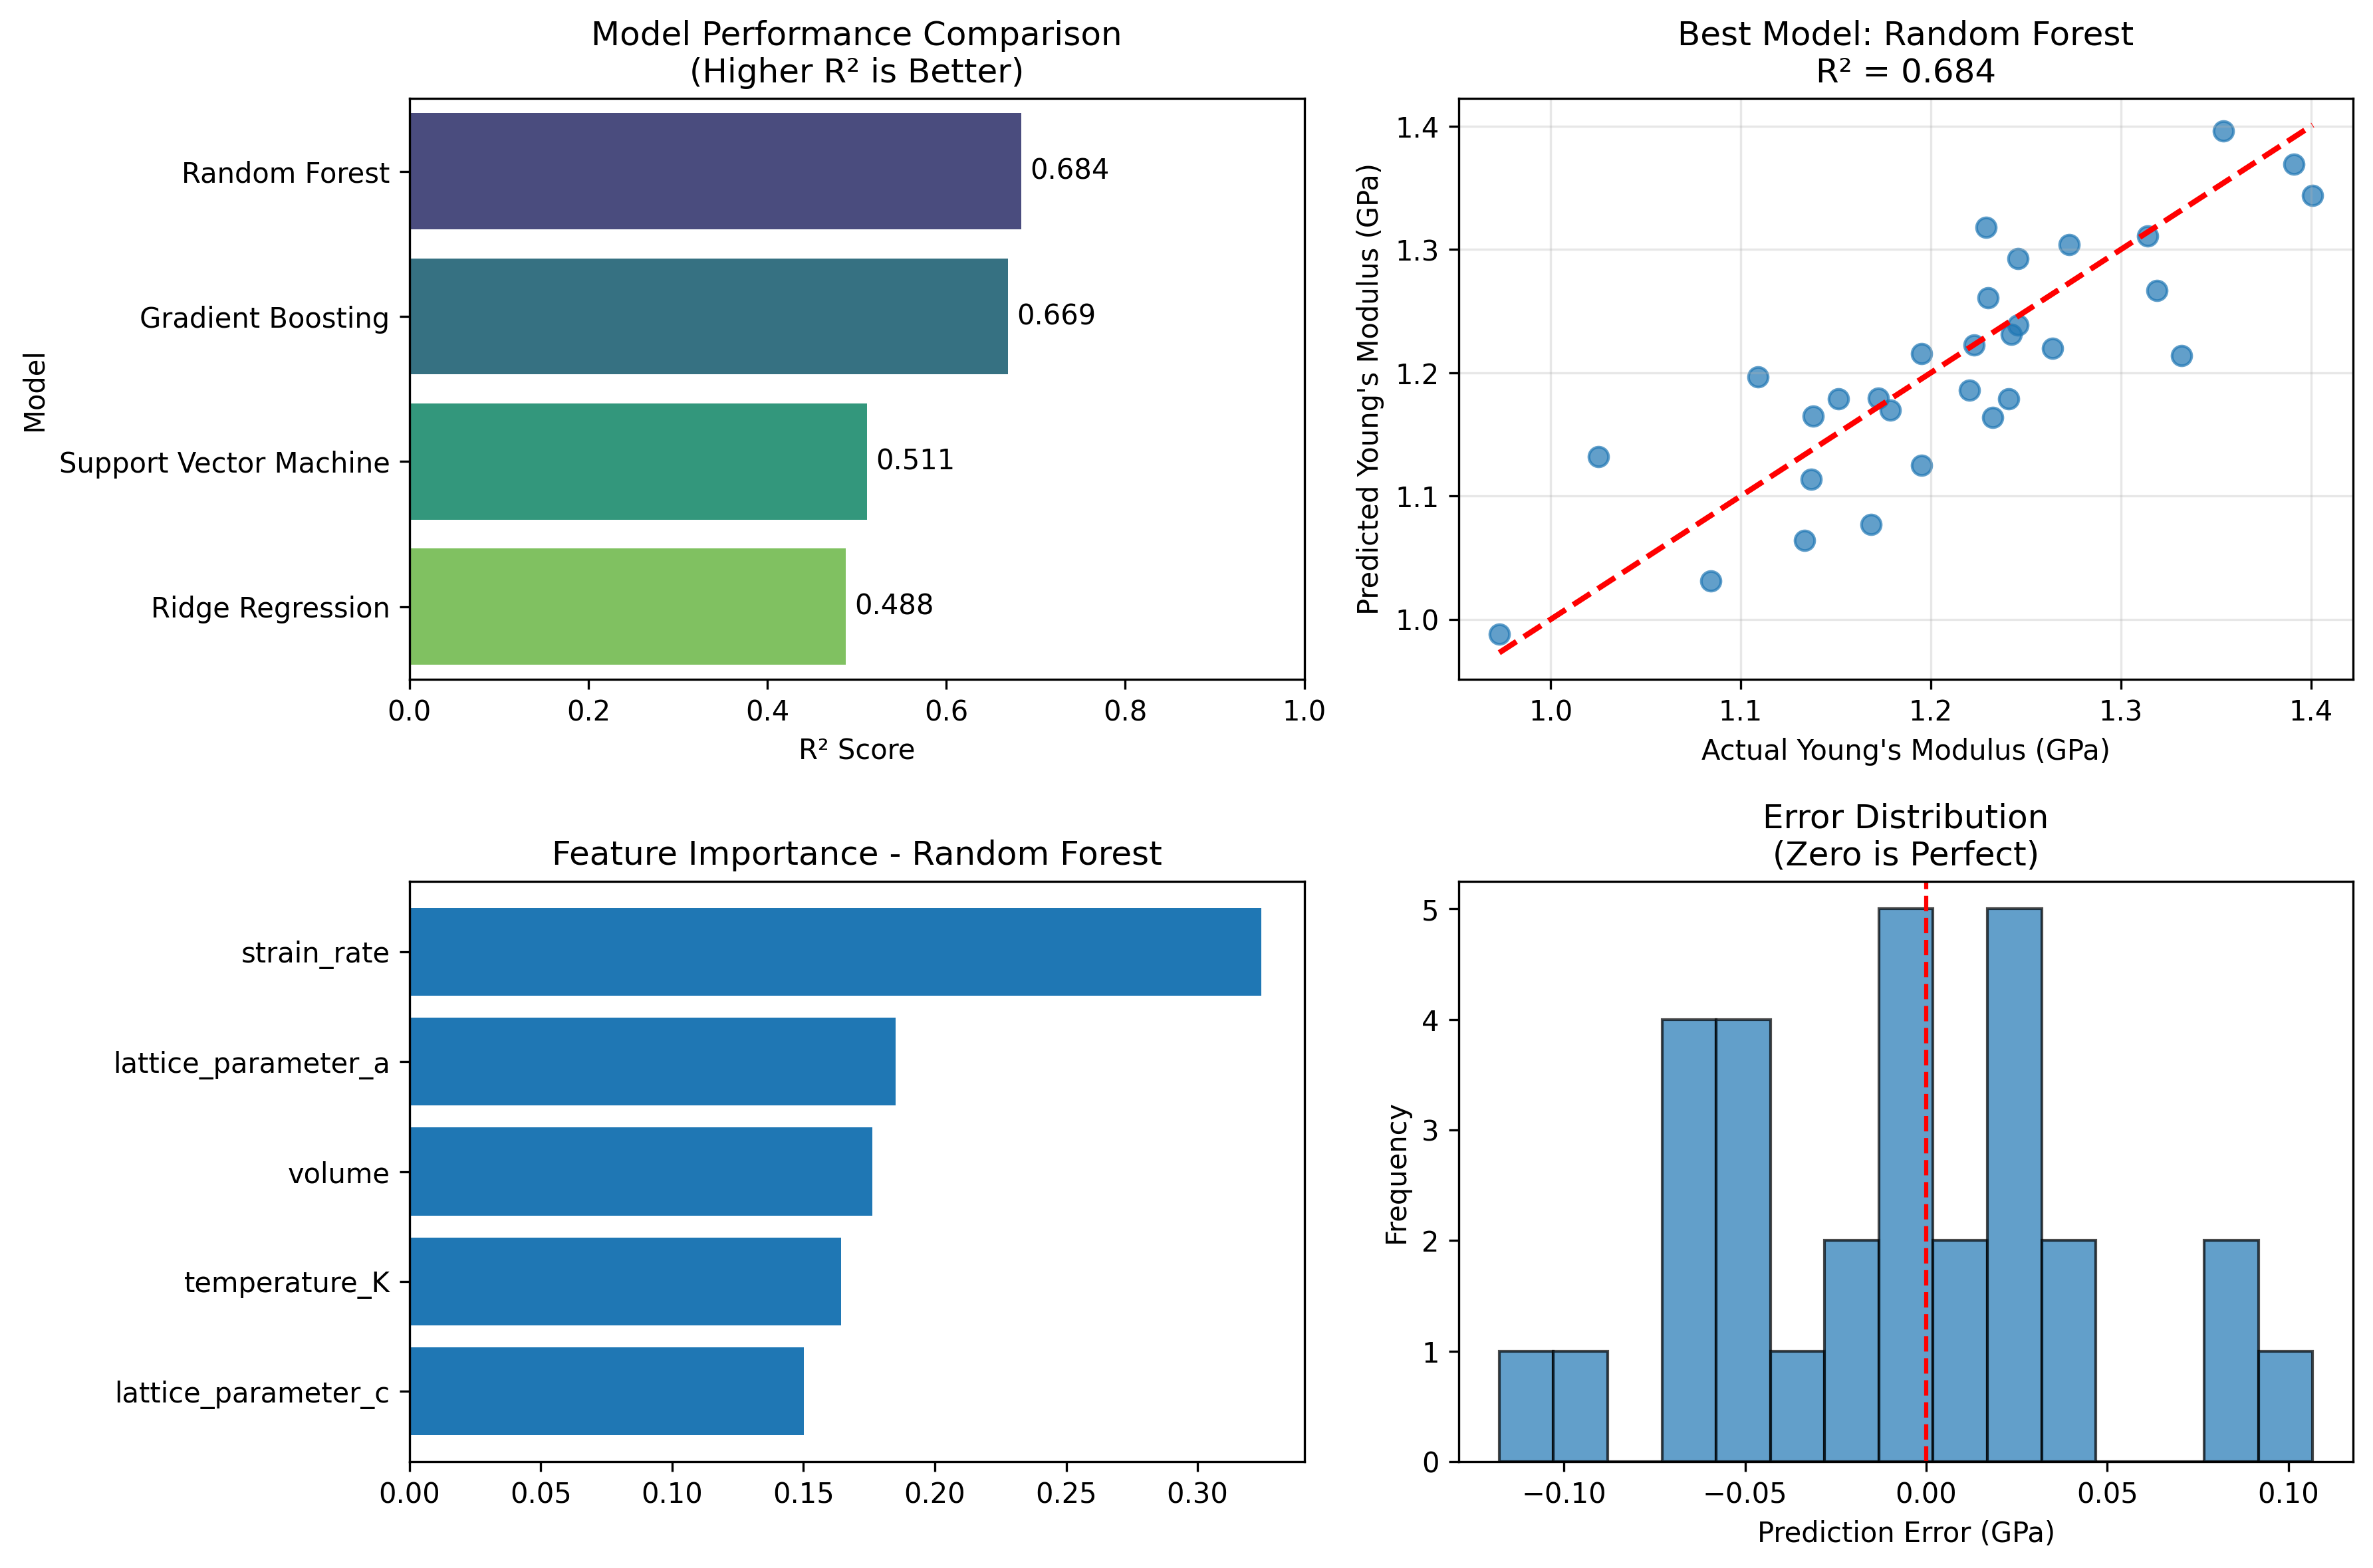 Model Performance Comparison
(Higher R² is Better)
Model
Random Forest
Gradient Boosting
Support Vector Machine
Ridge Regression
0.684
0.669
0.511
0.488
0.0 0.2 0.4 0.6 0.8 1.0
R² Score
Best Model: Random Forest
R² = 0.684
Predicted Young's Modulus (GPa)
1.4
1.3
1.2
1.1
1.0
1.0 1.1 1.2 1.3 1.4
Actual Young's Modulus (GPa)
Feature Importance - Random Forest
strain_rate
lattice_parameter_a
volume
temperature_K
lattice_parameter_c
0.00 0.05 0.10 0.15 0.20 0.25 0.30
Error Distribution
(Zero is Perfect)
Frequency
5
4
3
2
1
0
−0.10 −0.05 0.00 0.05 0.10
Prediction Error (GPa)